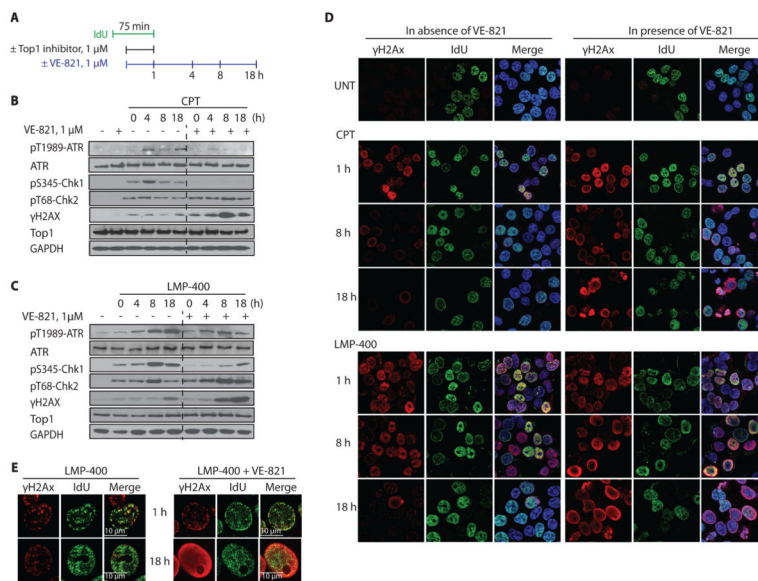 A
75 min
IdU
± Top1 inhibitor, 1 µM
± VE-821, 1 µM
1 4 8 18 h
B
CPT
0 4 8 18 0 4 8 18 (h)
VE-821, 1 µM - + - - - - + + + +
pT1989-ATR
ATR
pS345-Chk1
pT68-Chk2
γH2AX
Top1
GAPDH
C
LMP-400
0 4 8 18 0 4 8 18 (h)
VE-821, 1µM - - - - - + + + +
pT1989-ATR
ATR
pS345-Chk1
pT68-Chk2
γH2AX
Top1
GAPDH
E
LMP-400 LMP-400 + VE-821
γH2Ax IdU Merge γH2Ax IdU Merge
1 h
10 µm 10 µm
18 h
10 µm 10 µm
D
In absence of VE-821 In presence of VE-821
γH2Ax IdU Merge γH2Ax IdU Merge
UNT
CPT
1 h
8 h
18 h
LMP-400
1 h
8 h
18 h